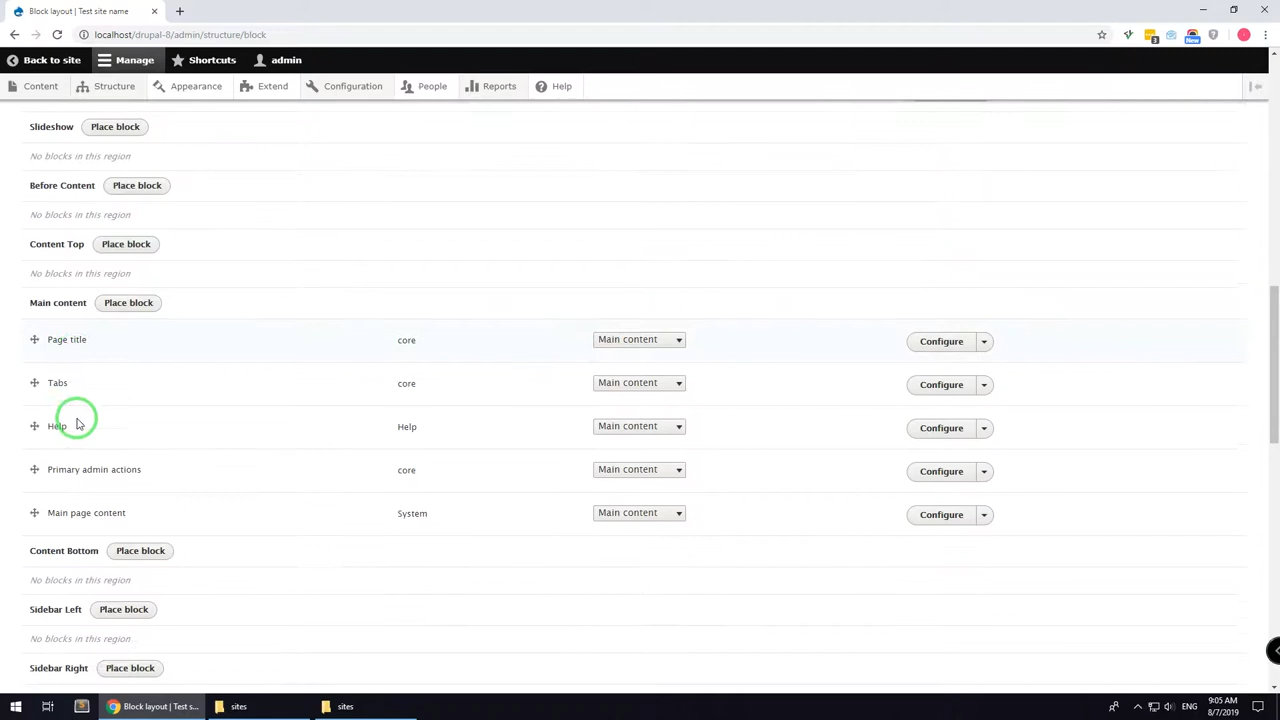 Block layout | Test site name
localhost/drupal-8/admin/structure/block
3
New
Back to site Manage Shortcuts admin
Content Structure Appearance Extend Configuration People Reports Help
Slideshow Place block
No blocks in this region
Before Content Place block
No blocks in this region
Content Top Place block
No blocks in this region
Main content Place block
Page title core Main content Configure
Tabs core Main content Configure
Help Help Main content Configure
Primary admin actions core Main content Configure
Main page content System Main content Configure
Content Bottom Place block
No blocks in this region
Sidebar Left Place block
No blocks in this region
Sidebar Right Place block
S Block layout | Test s... sites sites ENG 9:05 AM
8/7/2019